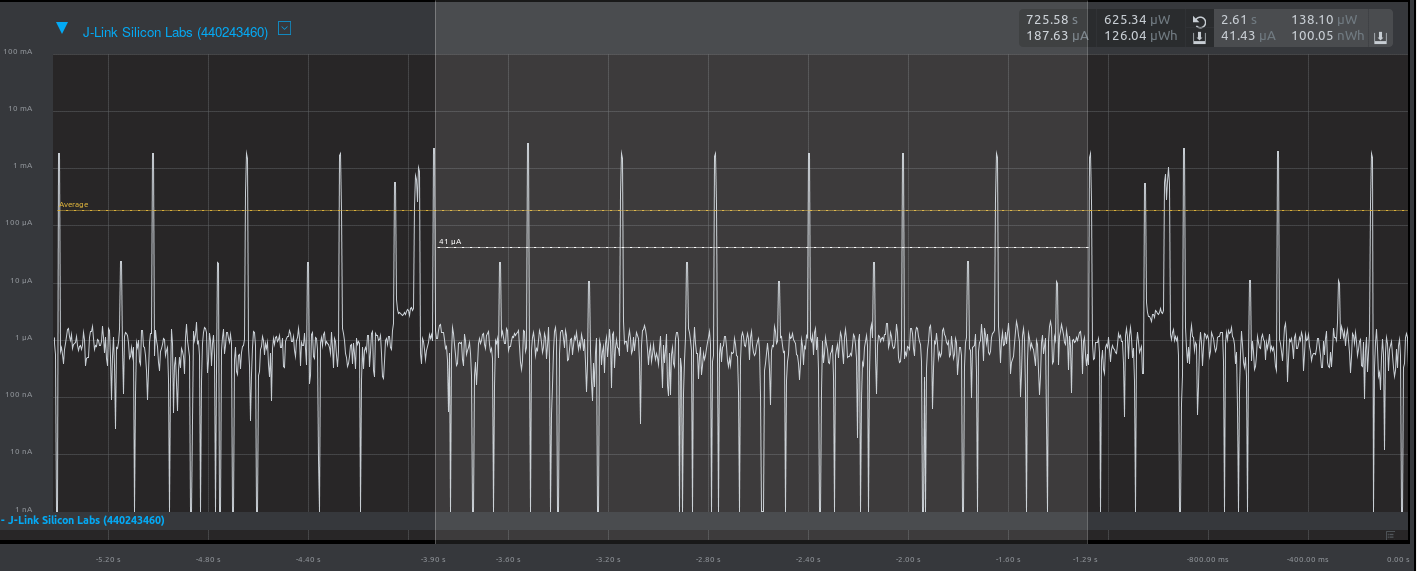 J-Link Silicon Labs (440243460)
725.58 s 625.34 µW 2.61 s 138.10 µW
187.63 µA 126.04 µWh 41.43 µA 100.05 nWh
100 mA
10 mA
1 mA
Average
100 µA
41 µA
10 µA
1 µA
100 nA
10 nA
1 nA
- J-Link Silicon Labs (440243460)
-5.20 s -4.80 s -4.40 s -3.90 s -3.60 s -3.20 s -2.80 s -2.40 s -2.00 s -1.60 s -1.29 s -800.00 ms -400.00 ms 0.00 s